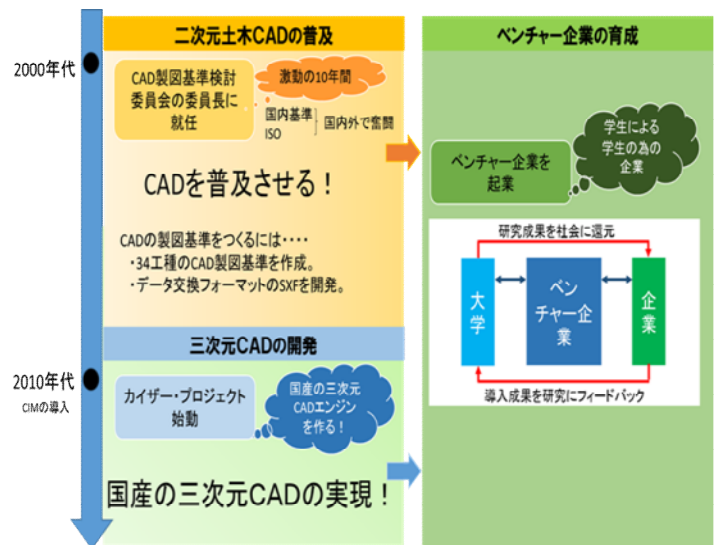 二次元土木CADの普及
ベンチャー企業の育成
2000年代
CAD製図基準検討
委員会の委員長に
就任
激動の10年間
国内基準
ISO
国内外で奮闘
学生による
学生の為の
企業
ベンチャー企業を
起業
CADを普及させる！
研究成果を社会に還元
CADの製図基準をつくるには・・・・
・34工種のCAD製図基準を作成。
・データ交換フォーマットのSXFを開発。
大学
ベン
チャー企
業
企業
導入成果を研究にフィードバック
三次元CADの開発
2010年代
CIMの導入
カイザー・プロジェクト
始動
国産の三次元
CADエンジン
を作る！
国産の三次元CADの実現！